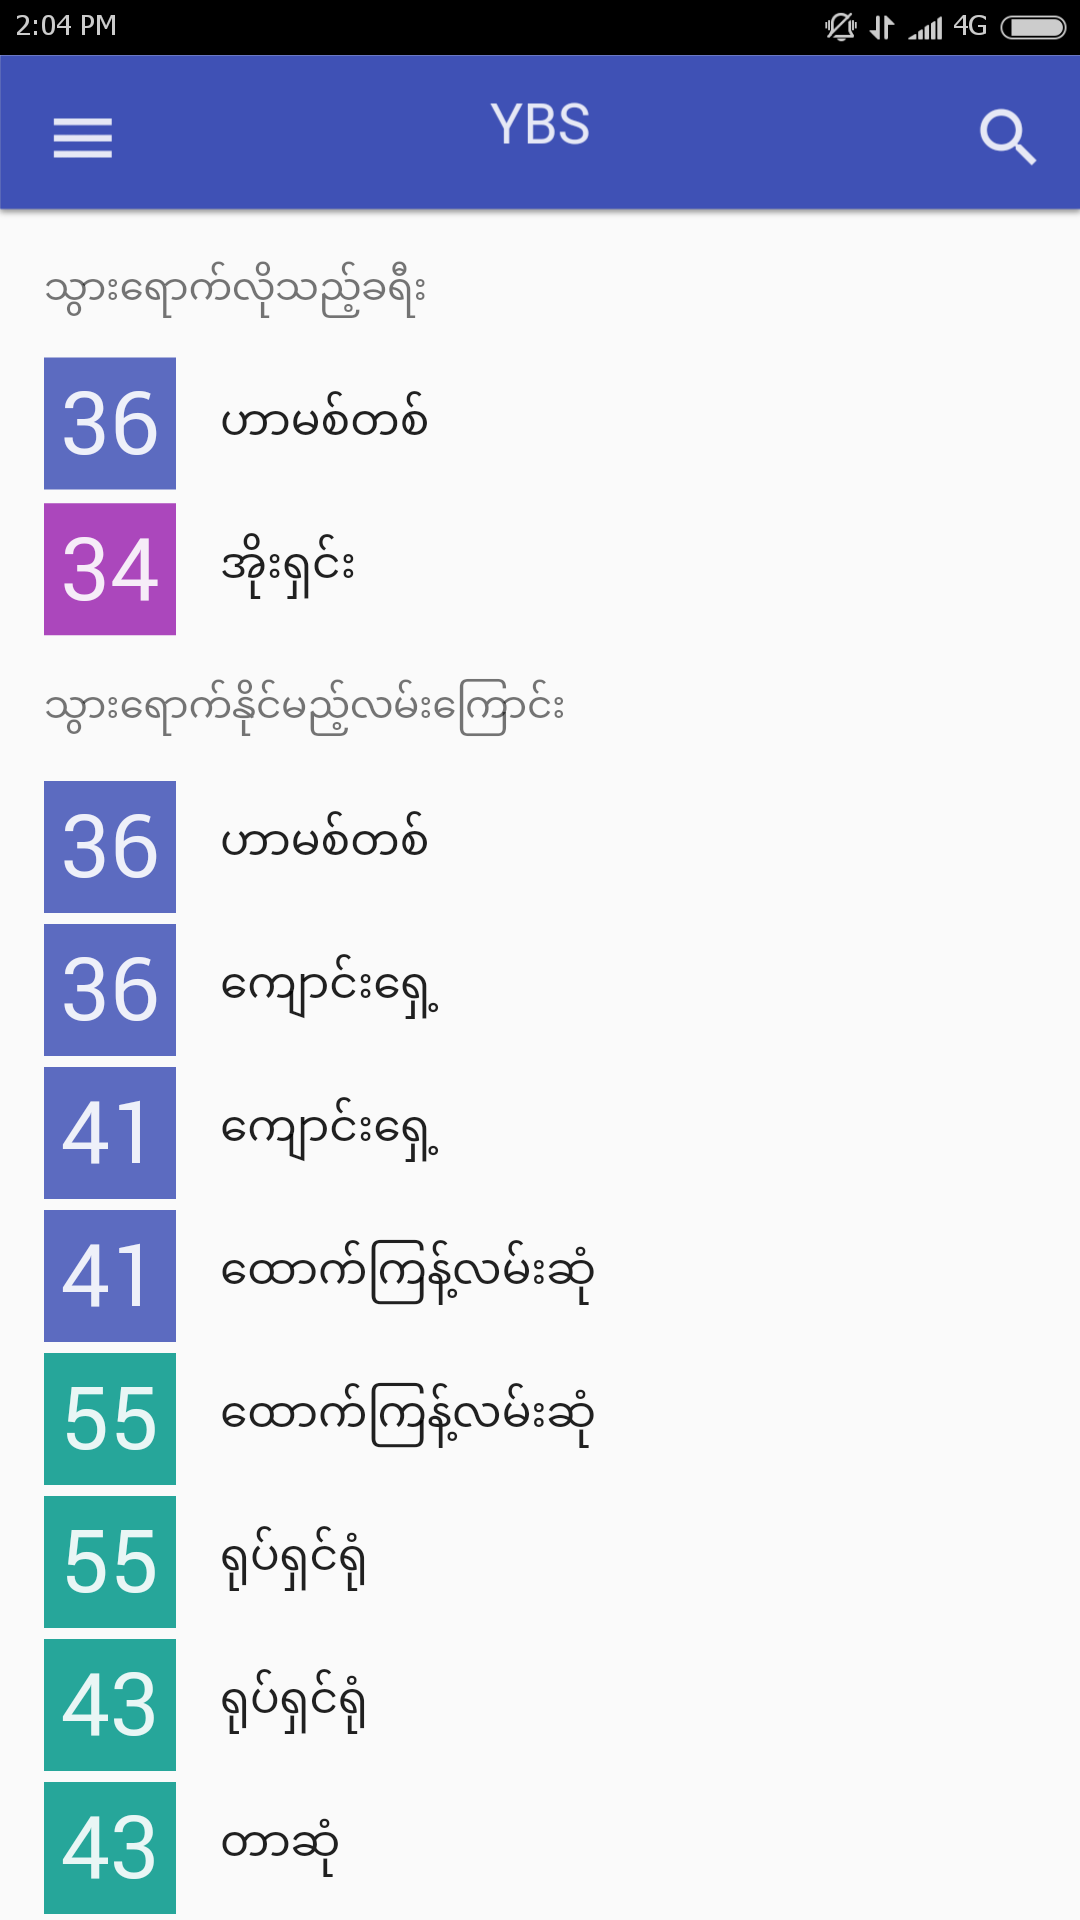 2:04 PM 4G
YBS
သွားရောက်လိုသည့်ခရီး
36 ဟာမစ်တစ်
34 အိုးရှင်း
သွားရောက်နိုင်မည့်လမ်းကြောင်း
36 ဟာမစ်တစ်
36 ကျောင်းရှေ့
41 ကျောင်းရှေ့
41 ထောက်ကြန့်လမ်းဆုံ
55 ထောက်ကြန့်လမ်းဆုံ
55 ရုပ်ရှင်ရုံ
43 ရုပ်ရှင်ရုံ
43 တာဆုံ